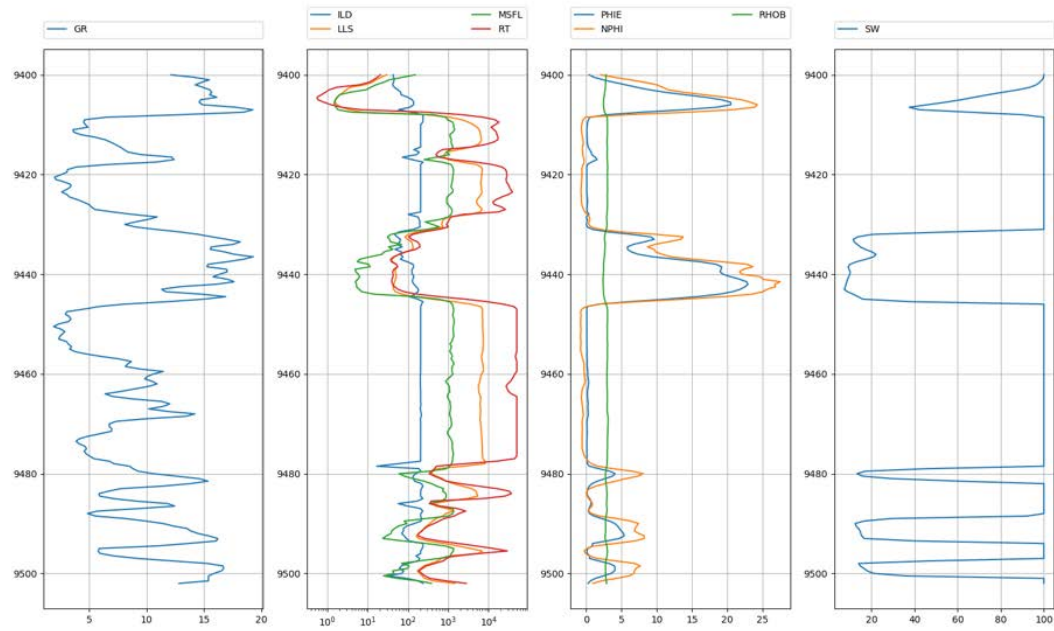 ILD MSFL PHIE RHOB
GR LLS RT NPHI SW
9400 9400 9400 9400
9420 9420 9420 9420
9440 9440 9440 9440
9460 9460 9460 9460
9480 9480 9480 9480
9500 9500 9500 9500
5 10 15 20 10⁰ 10¹ 10² 10³ 10⁴ 0 5 10 15 20 25 20 40 60 80 100